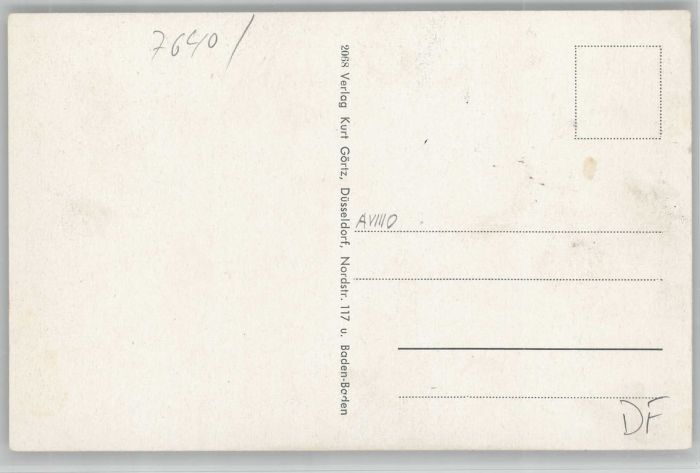 7640/
2068 Verlag Kurt Görtz, Düsseldorf, Nordstr. 117 u. Baden-Baden
AVIIIO
DF